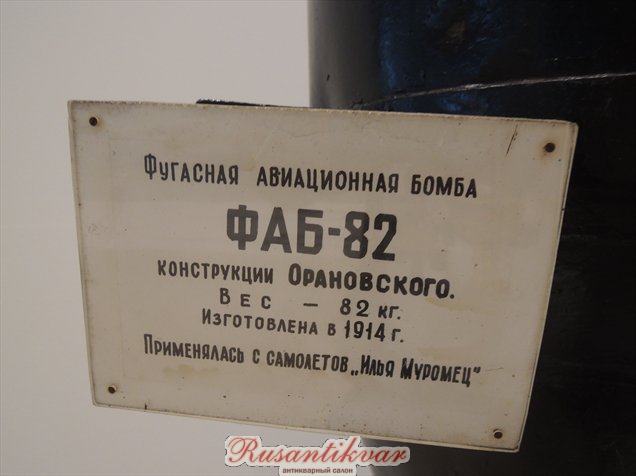 Фугасная авиационная бомба
ФАБ-82
конструкции Орановского.
Вес – 82 кг.
Изготовлена в 1914 г.
Применялась с самолетов „Илья Муромец"
Rusantikvar
антикварный салон